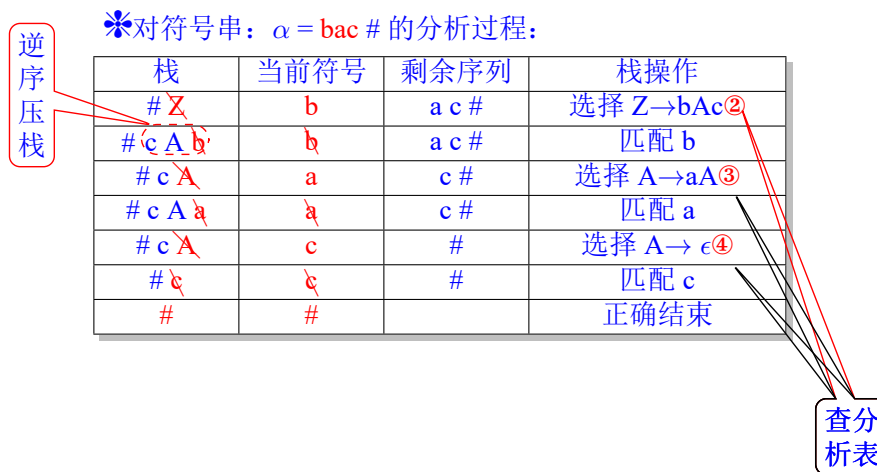 ❋对符号串：α = bac # 的分析过程：
逆序压栈
栈 当前符号 剩余序列 栈操作
# Z b a c # 选择 Z→bAc②
# c A b b a c # 匹配 b
# c A a c # 选择 A→aA③
# c A a a c # 匹配 a
# c A c # 选择 A→ ϵ④
# c c # 匹配 c
# # 正确结束
查分
析表